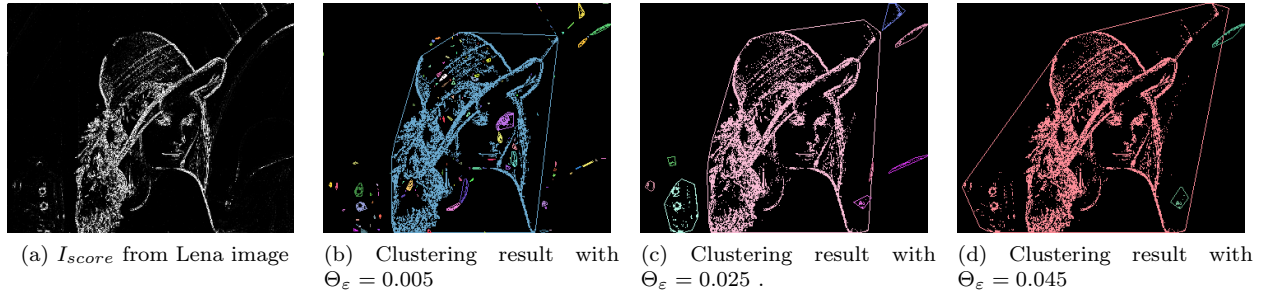 (a) I_score from Lena image
(b) Clustering result with
Θ_ε = 0.005
(c) Clustering result with
Θ_ε = 0.025 .
(d) Clustering result with
Θ_ε = 0.045